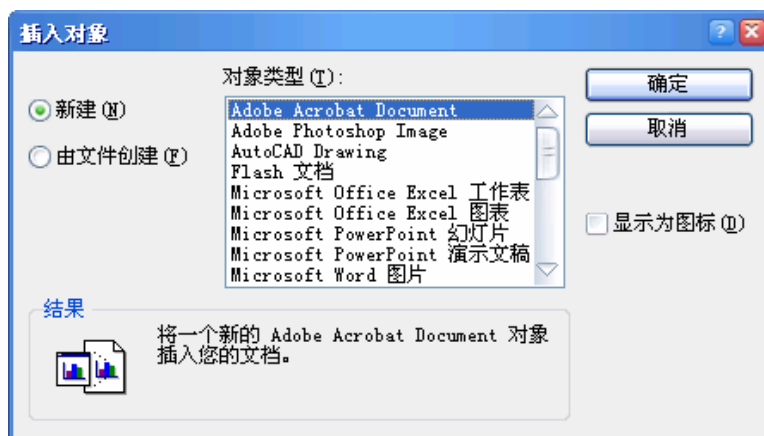 插入对象
对象类型(T):
新建(N)
由文件创建(F)
Adobe Acrobat Document
Adobe Photoshop Image
AutoCAD Drawing
Flash 文档
Microsoft Office Excel 工作表
Microsoft Office Excel 图表
Microsoft PowerPoint 幻灯片
Microsoft PowerPoint 演示文稿
Microsoft Word 图片
确定
取消
显示为图标(D)
结果
将一个新的 Adobe Acrobat Document 对象
插入您的文档。